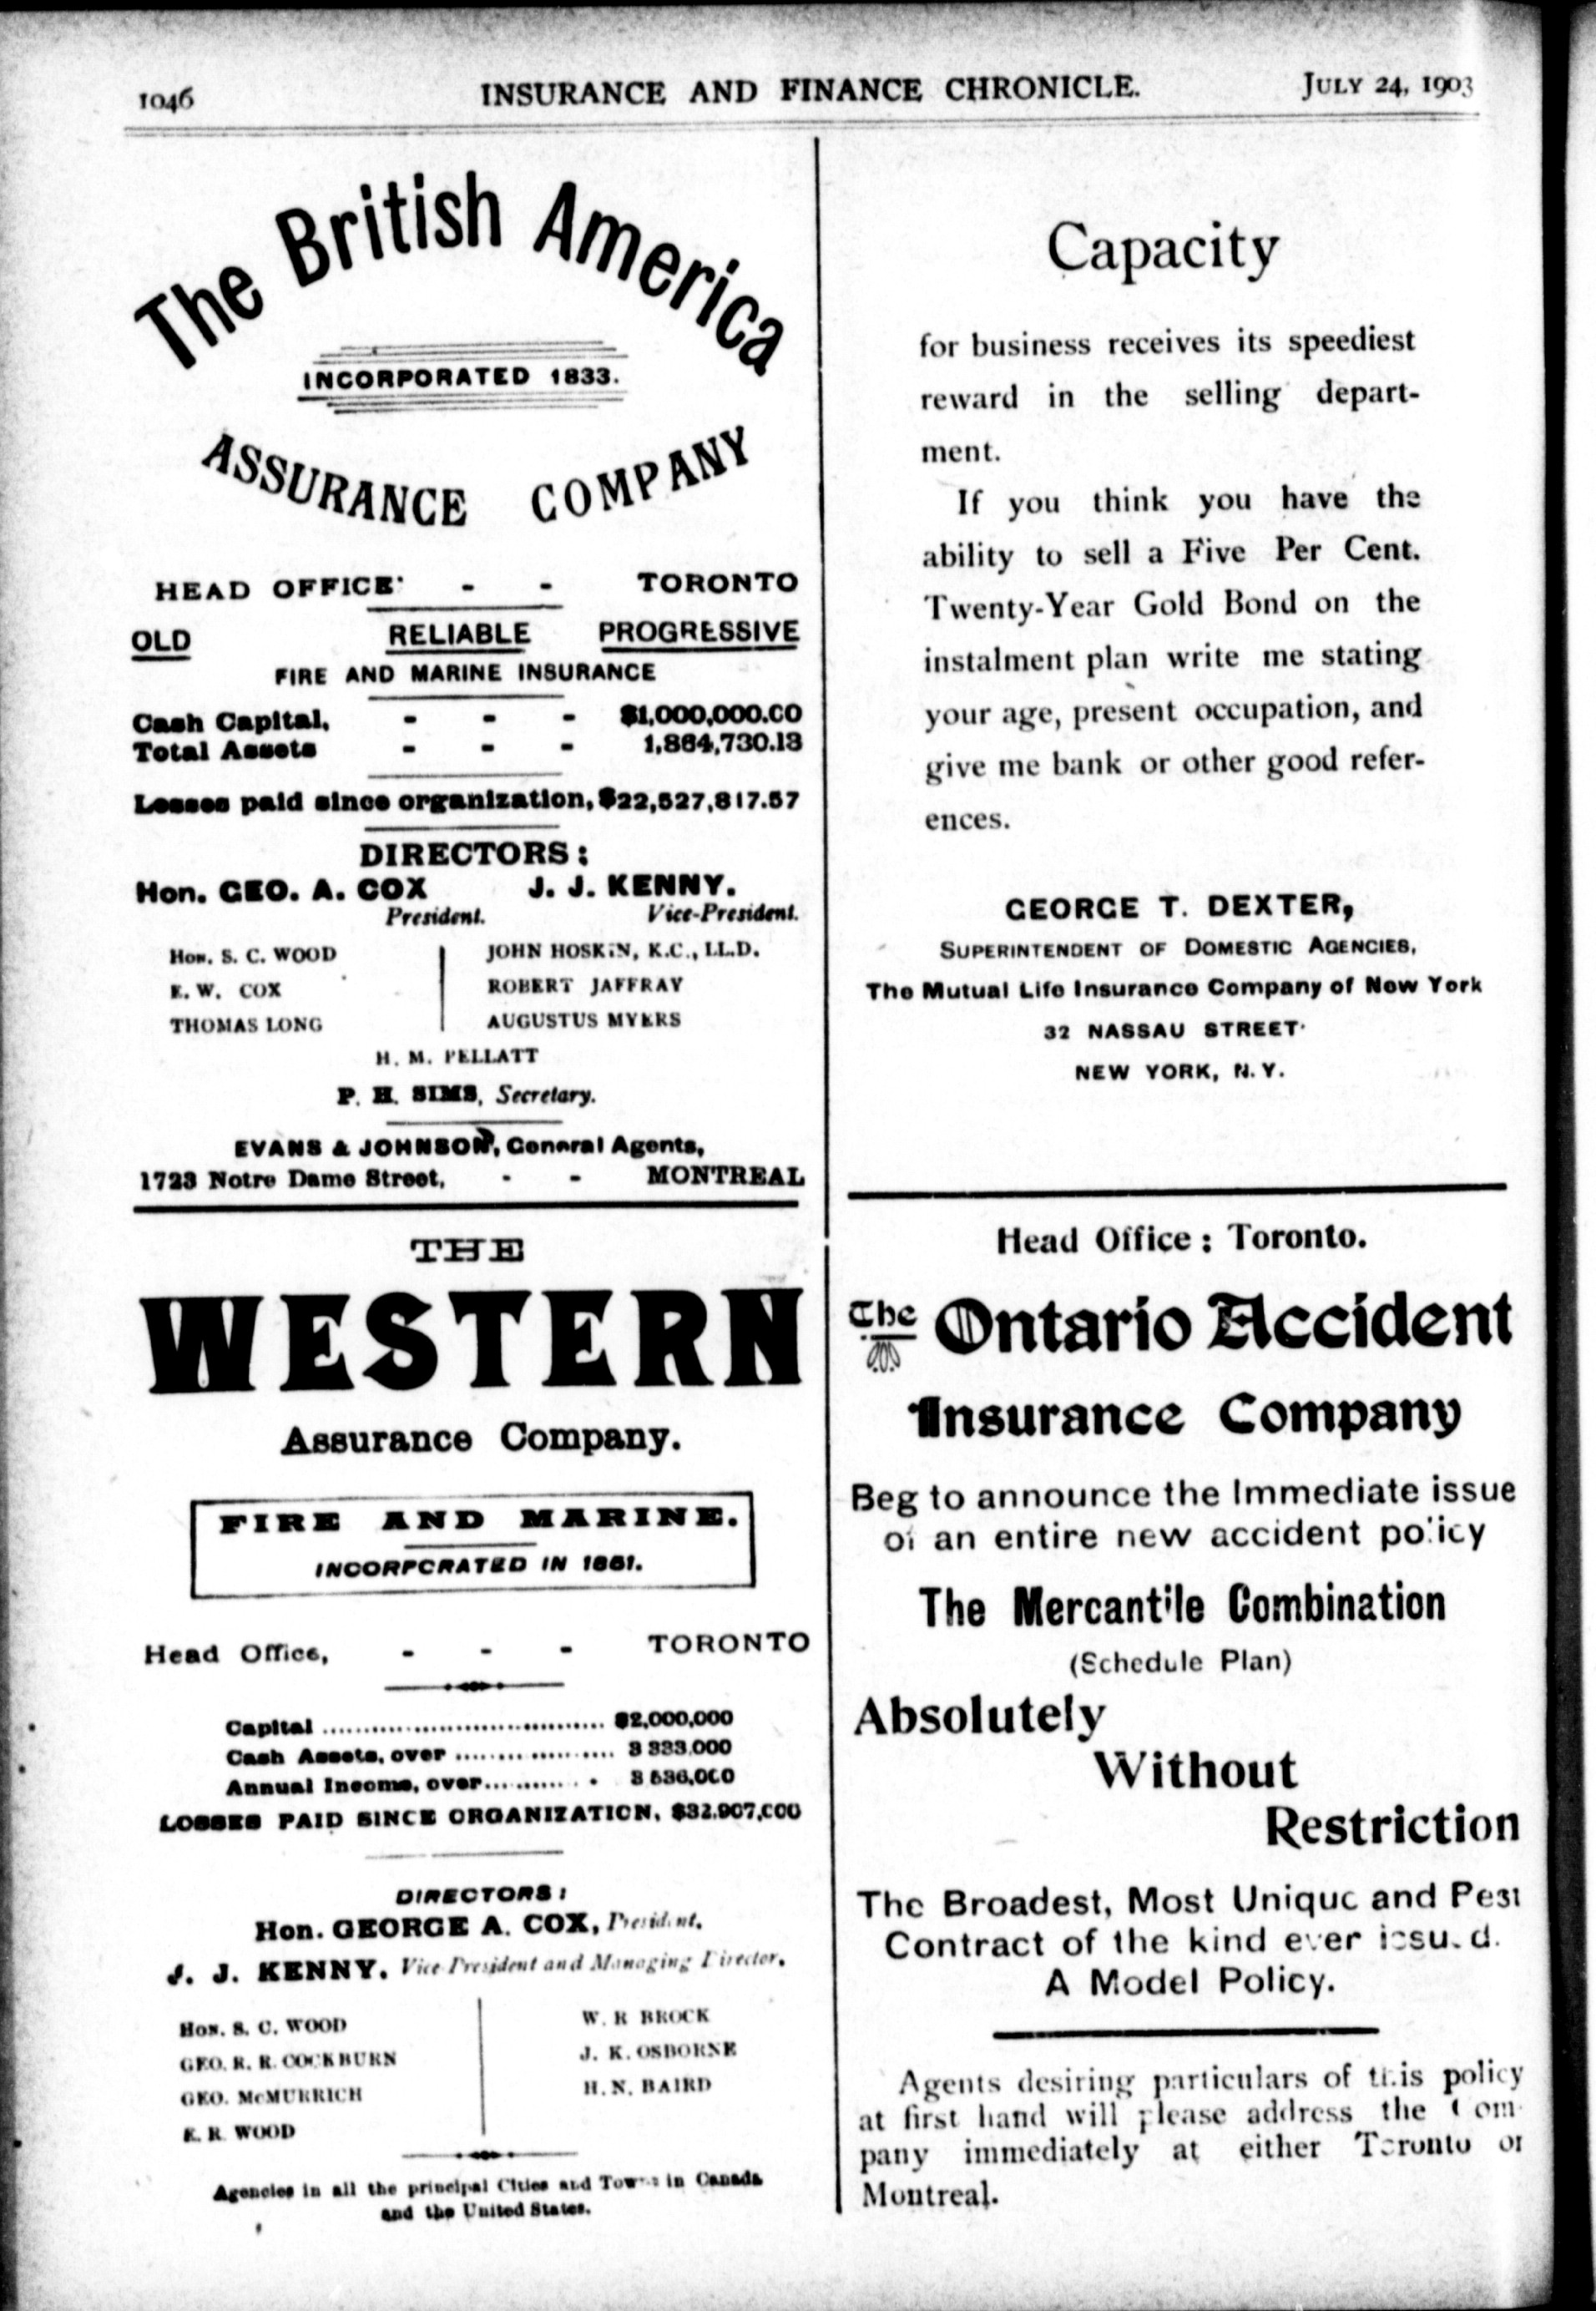 1046
INSURANCE AND FINANCE CHRONICLE.
JULY 24, 1903
The British America
INCORPORATED 1833.
ASSURANCE COMPANY
HEAD OFFICE - - TORONTO
OLD RELIABLE PROGRESSIVE
FIRE AND MARINE INSURANCE
Cash Capital, - - - $1,000,000.00
Total Assets - - - 1,864,730.13
Losses paid since organization, $22,527,817.57
DIRECTORS:
Hon. GEO. A. COX J. J. KENNY.
President. Vice-President.
Hon. S. C. WOOD JOHN HOSKIN, K.C., LL.D.
E. W. COX ROBERT JAFFRAY
THOMAS LONG AUGUSTUS MYERS
H. M. PELLATT
P. H. SIMS, Secretary.
EVANS & JOHNSON, General Agents,
1723 Notre Dame Street, - - MONTREAL
THE
WESTERN
Assurance Company.
FIRE AND MARINE.
INCORPORATED IN 1851.
Head Office, - - - TORONTO
Capital .................................. $2,000,000
Cash Assets, over ................... 3 333,000
Annual Income, over............ . 3 536,000
LOSSES PAID SINCE ORGANIZATION, $32,907,000
DIRECTORS:
Hon. GEORGE A. COX, President.
J. J. KENNY, Vice-President and Managing Director.
Hon. S. C. WOOD W. R BROCK
GEO. R. R. COCKBURN J. K. OSBORNE
GEO. McMURRICH H. N. BAIRD
E. R. WOOD
Agencies in all the principal Cities and Towns in Canada
and the United States.
Capacity
for business receives its speediest
reward in the selling depart-
ment.
If you think you have the
ability to sell a Five Per Cent.
Twenty-Year Gold Bond on the
instalment plan write me stating
your age, present occupation, and
give me bank or other good refer-
ences.
GEORGE T. DEXTER,
SUPERINTENDENT OF DOMESTIC AGENCIES,
The Mutual Life Insurance Company of New York
32 NASSAU STREET
NEW YORK, N. Y.
Head Office: Toronto.
The Ontario Accident
Insurance Company
Beg to announce the Immediate issue
of an entire new accident policy
The Mercantile Combination
(Schedule Plan)
Absolutely
Without
Restriction
The Broadest, Most Unique and Best
Contract of the kind ever issued.
A Model Policy.
Agents desiring particulars of this policy
at first hand will please address the Com-
pany immediately at either Toronto or
Montreal.